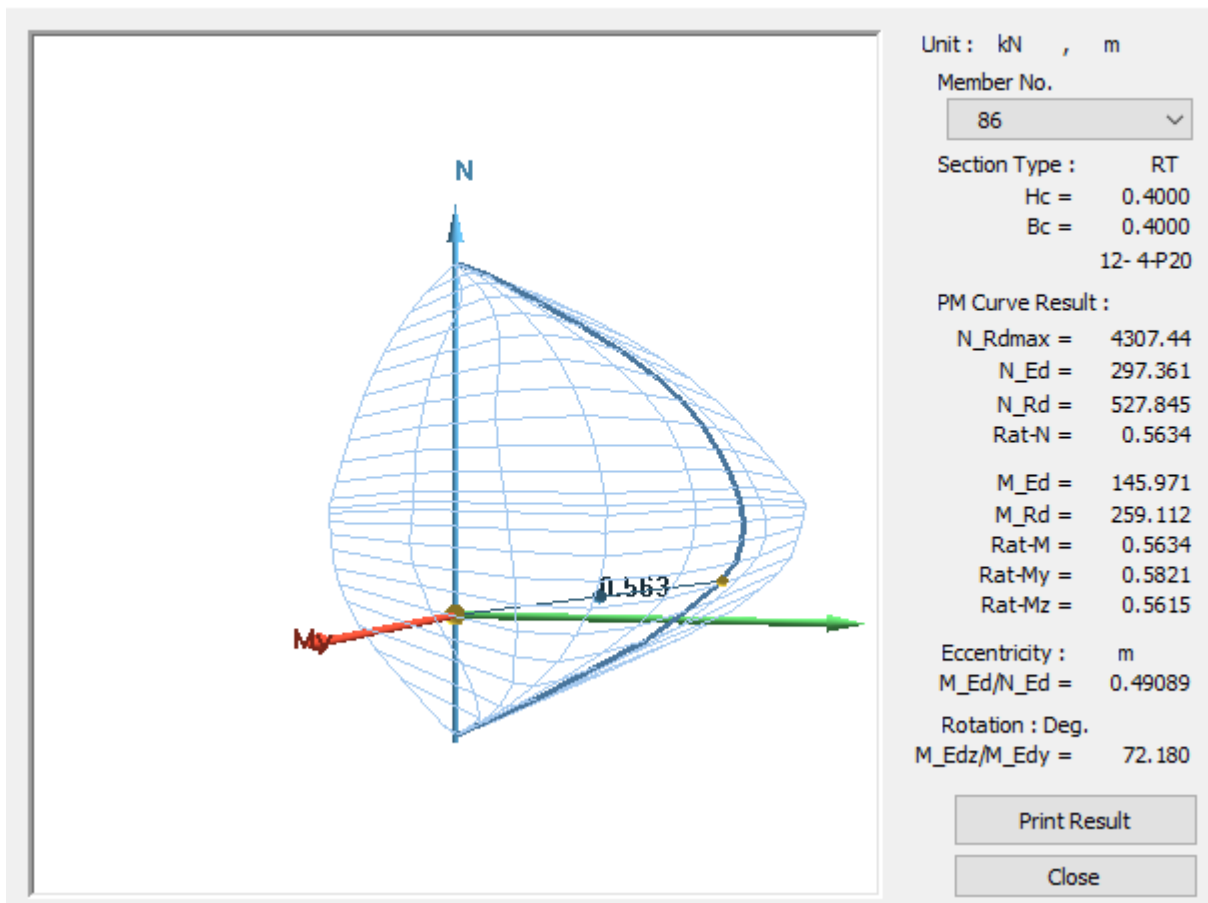 N
0.563
My
Unit : kN , m
Member No.
86
Section Type : RT
Hc = 0.4000
Bc = 0.4000
12- 4-P20
PM Curve Result :
N_Rdmax = 4307.44
N_Ed = 297.361
N_Rd = 527.845
Rat-N = 0.5634
M_Ed = 145.971
M_Rd = 259.112
Rat-M = 0.5634
Rat-My = 0.5821
Rat-Mz = 0.5615
Eccentricity : m
M_Ed/N_Ed = 0.49089
Rotation : Deg.
M_Edz/M_Edy = 72.180
Print Result
Close